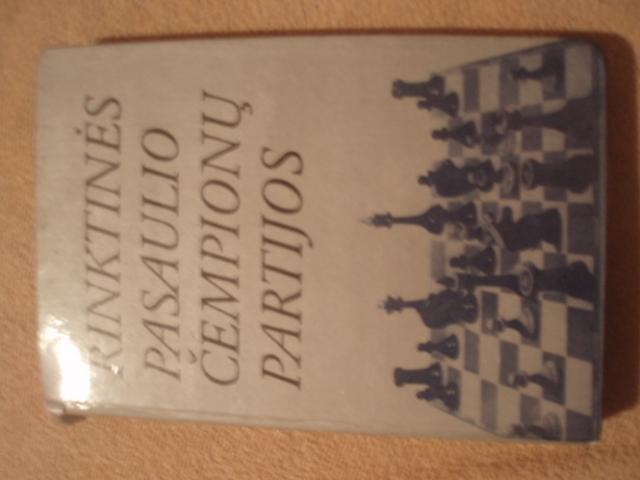 RINKTINĖS
PASAULIO
ČEMPIONŲ
PARTIJOS